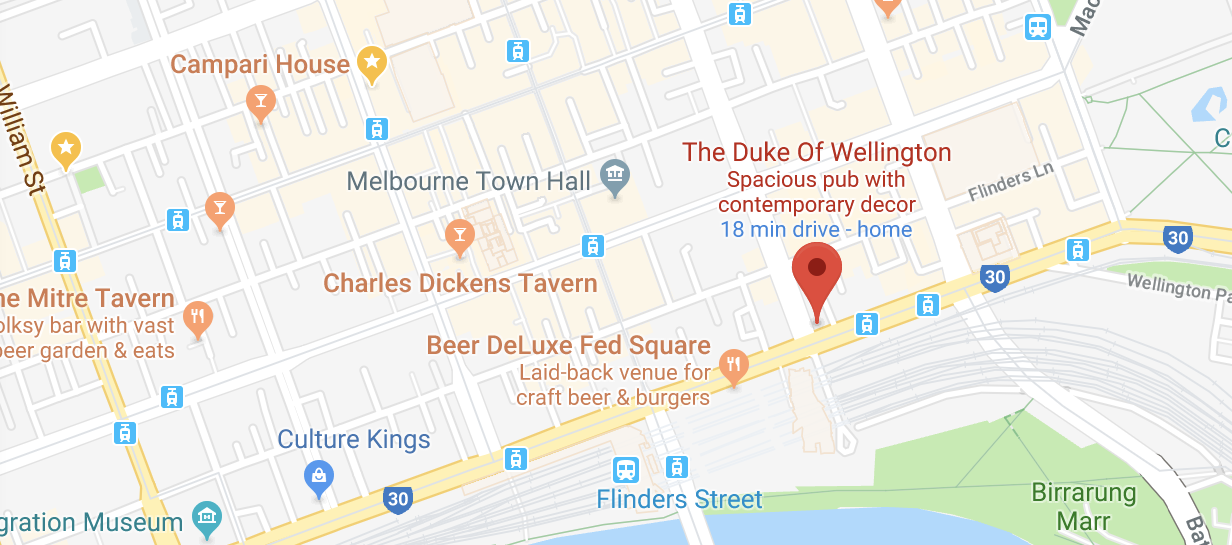 Mac
Campari House
William St
The Duke Of Wellington
Spacious pub with
contemporary decor
18 min drive - home
Melbourne Town Hall
Flinders Ln
C
30
Charles Dickens Tavern
30
Wellington Pa
he Mitre Tavern
olksy bar with vast
beer garden & eats
Beer DeLuxe Fed Square
Laid-back venue for
craft beer & burgers
Culture Kings
30
Flinders Street
Birrarung
Marr
gration Museum
Bat